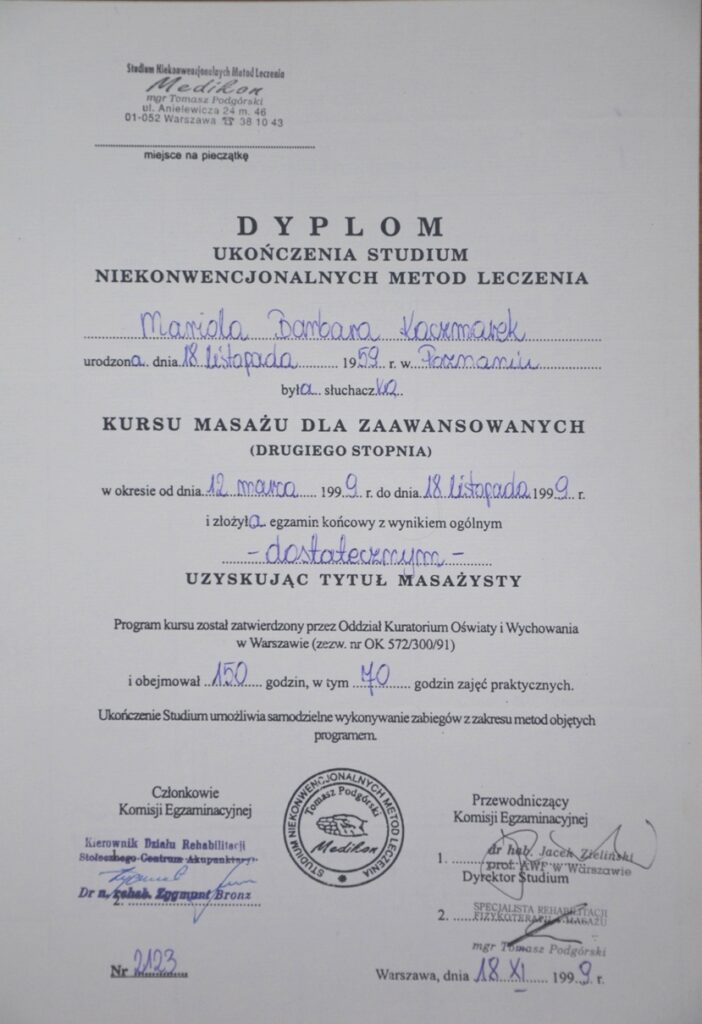 Studium Niekonwencjonalnych Metod Leczenia
Medikon
mgr Tomasz Podgórski
ul. Anielewicza 24 m. 46
01-052 Warszawa ☎ 38 10 43
miejsce na pieczątkę
DYPLOM
UKOŃCZENIA STUDIUM
NIEKONWENCJONALNYCH METOD LECZENIA
Mariola Barbara Kaczmarek
urodzona dnia 18 listopada 1959 r. w Poznaniu
była słuchaczką
KURSU MASAŻU DLA ZAAWANSOWANYCH
(DRUGIEGO STOPNIA)
w okresie od dnia 12 marca 1999 r. do dnia 18 listopada 1999 r.
i złożyła egzamin końcowy z wynikiem ogólnym
- dostatecznym -
UZYSKUJĄC TYTUŁ MASAŻYSTY
Program kursu został zatwierdzony przez Oddział Kuratorium Oświaty i Wychowania
w Warszawie (zezw. nr OK 572/300/91)
i obejmował 150 godzin, w tym 70 godzin zajęć praktycznych.
Ukończenie Studium umożliwia samodzielne wykonywanie zabiegów z zakresu metod objętych
programem.
Członkowie
Komisji Egzaminacyjnej
Kierownik Działu Rehabilitacji
Stołecznego Centrum Akupunktury
Dr n. rehab. Zygmunt Bronz
2.
STUDIUM NIEKONWENCJONALNYCH METOD LECZENIA
Tomasz Podgórski
Medikon
Przewodniczący
Komisji Egzaminacyjnej
1. dr hab. Jacek Zieliński
prof. AWF w Warszawie
Dyrektor Studium
SPECJALISTA REHABILITACJI
2. FIZYKOTERAPII i MASAŻU
mgr Tomasz Podgórski
Nr 2123
Warszawa, dnia 18 XI 1999 r.